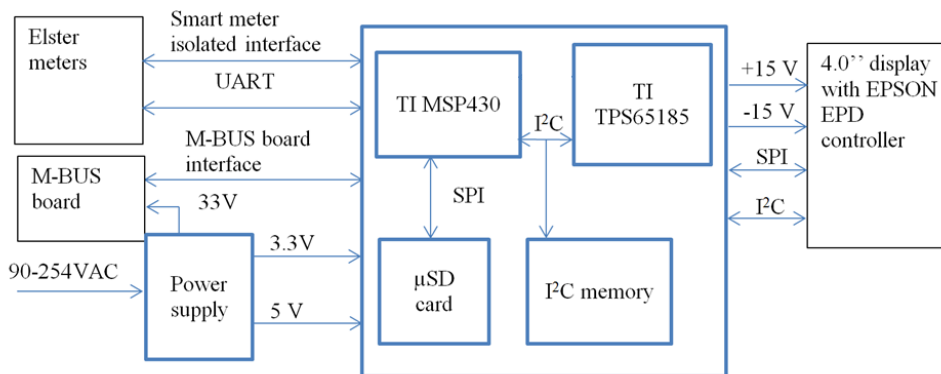 Elster
meters
Smart meter
isolated interface
UART
M-BUS board
interface
M-BUS
board
33V
90-254VAC
Power
supply
3.3V
5 V
TI MSP430
I²C
TI
TPS65185
SPI
µSD
card
I²C memory
+15 V
-15 V
SPI
I²C
4.0’’ display
with EPSON
EPD
controller